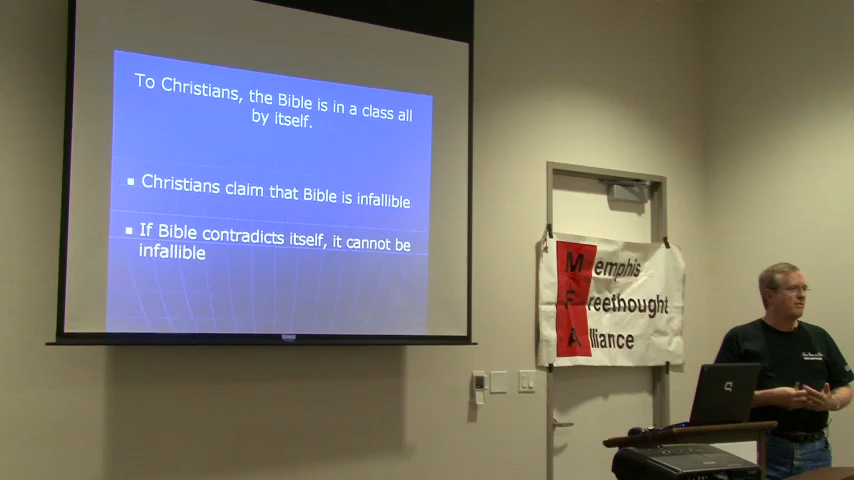 To Christians, the Bible is in a class all
by itself.
▪ Christians claim that Bible is infallible
▪ If Bible contradicts itself, it cannot be
infallible
Memphis
Freethought
Alliance